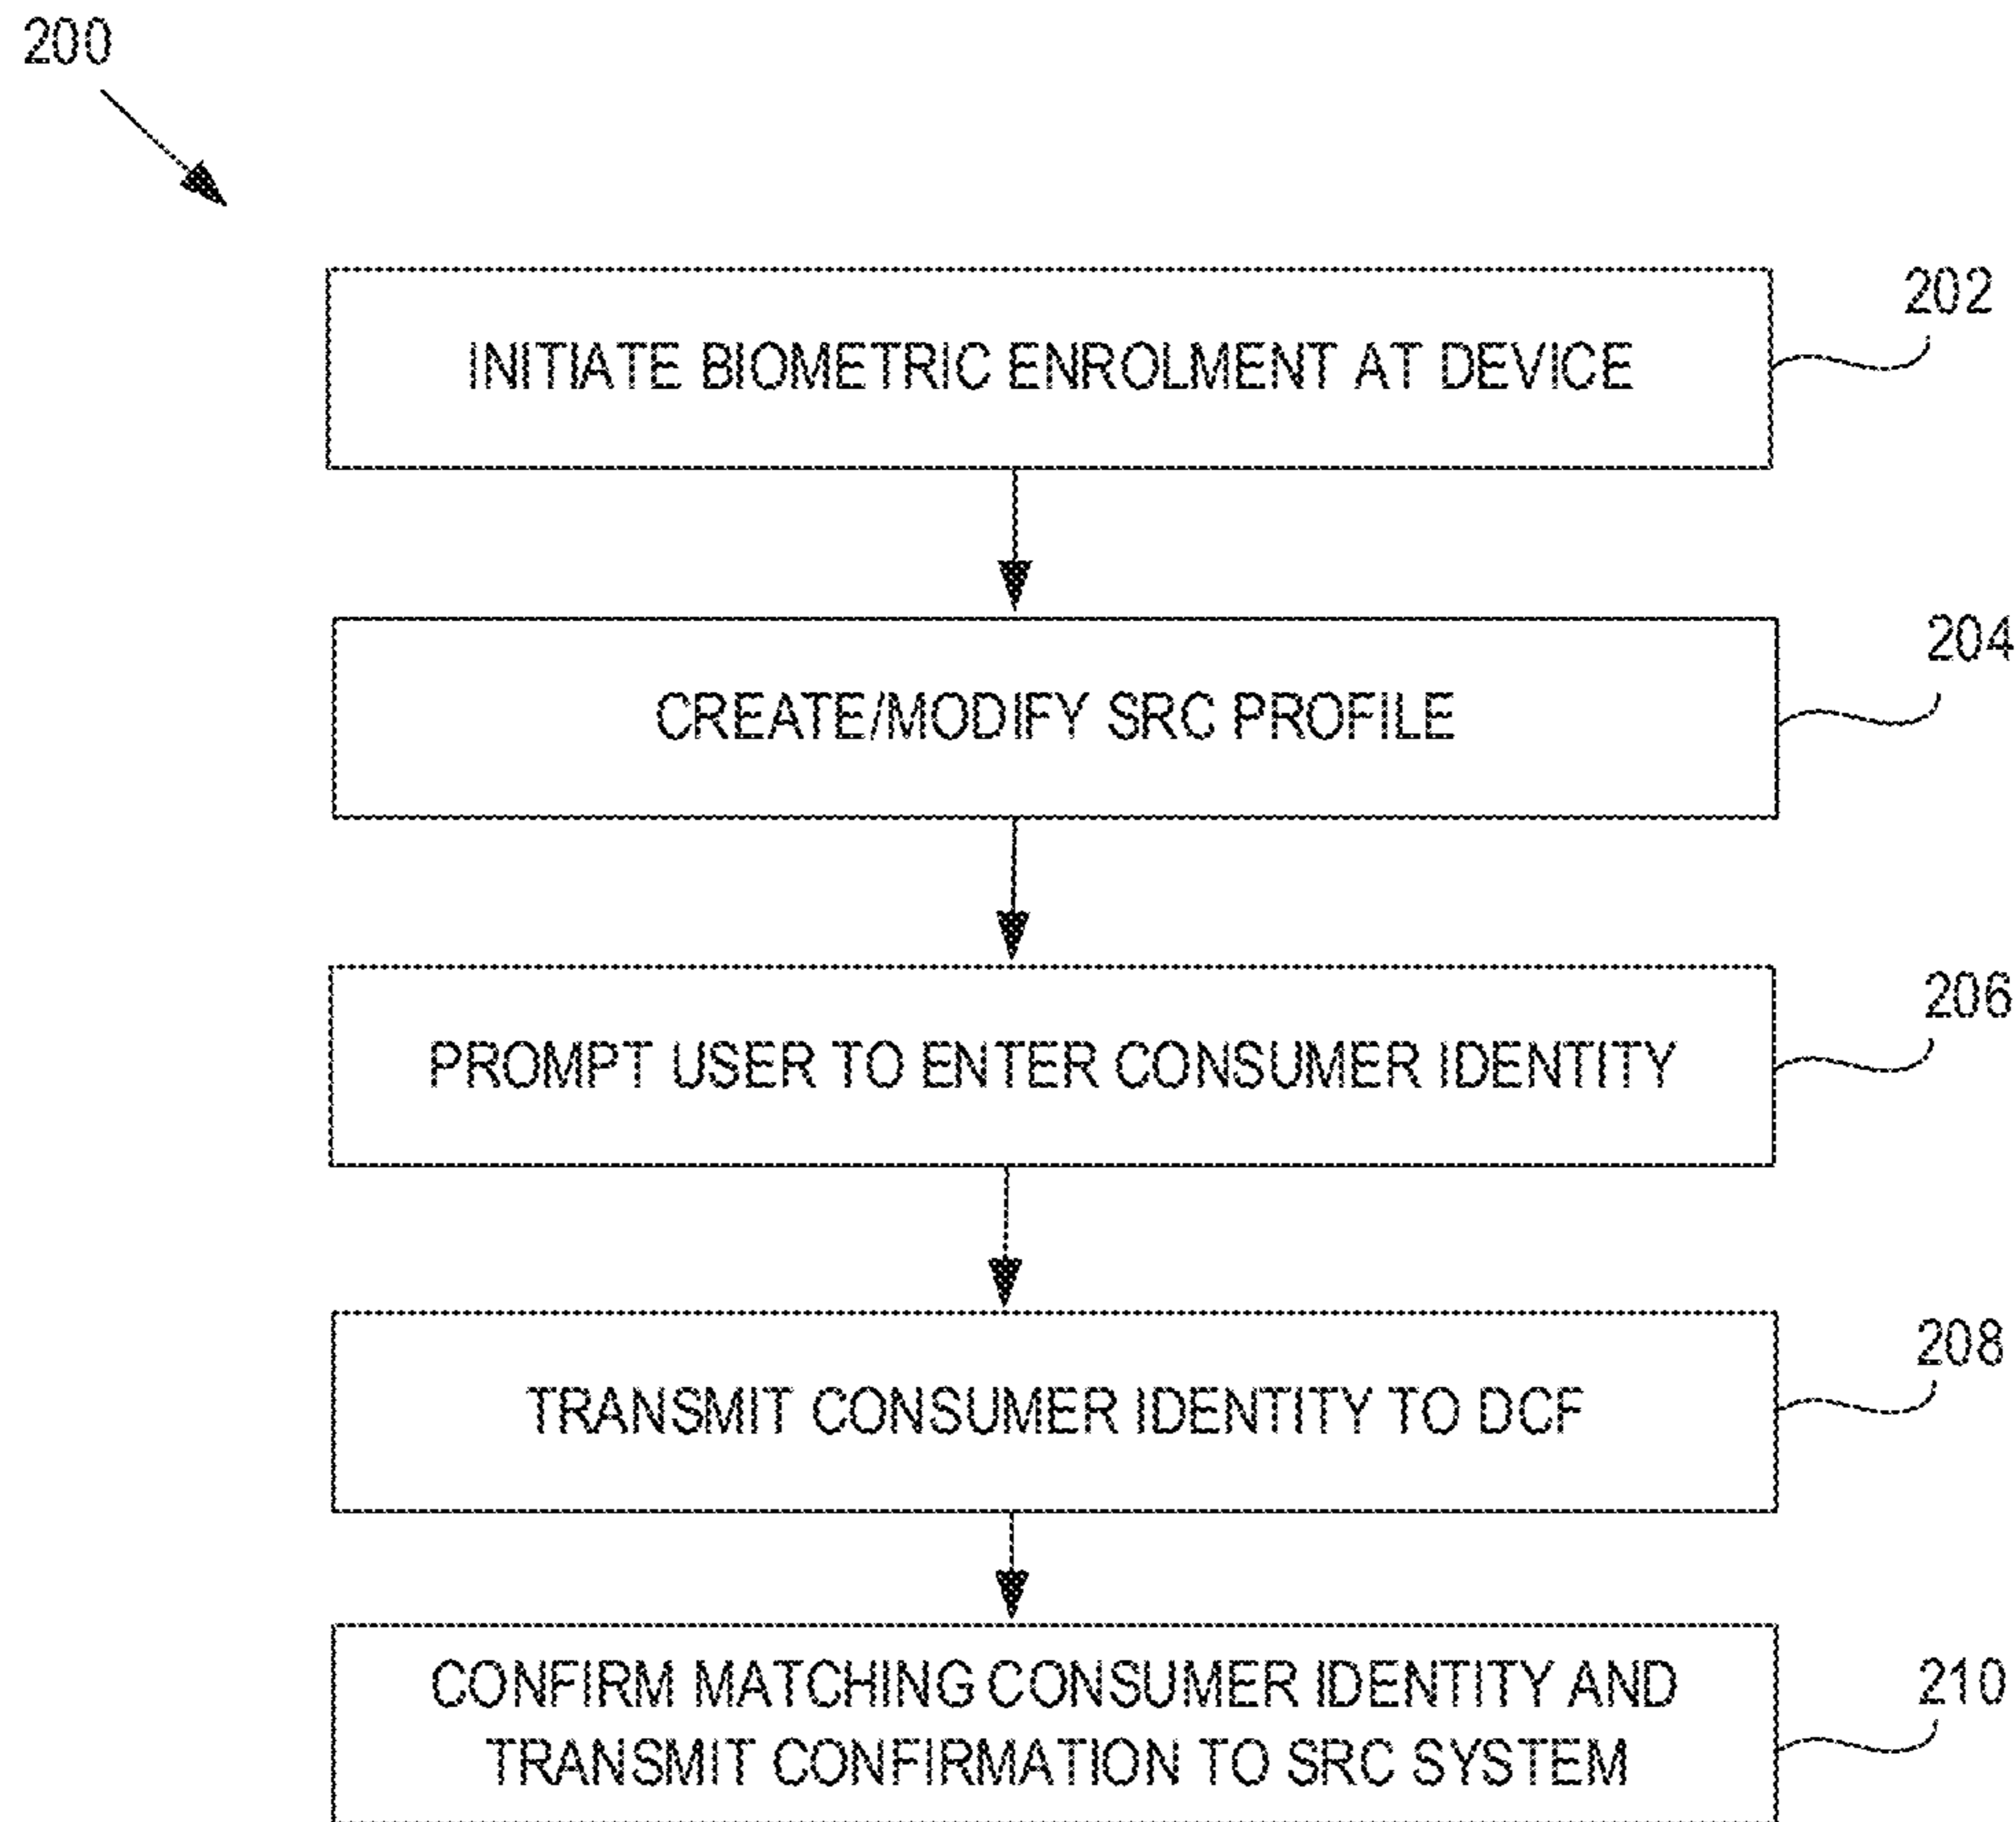 200
INITIATE BIOMETRIC ENROLMENT AT DEVICE
202
CREATE/MODIFY SRC PROFILE
204
PROMPT USER TO ENTER CONSUMER IDENTITY
206
TRANSMIT CONSUMER IDENTITY TO DCF
208
CONFIRM MATCHING CONSUMER IDENTITY AND
TRANSMIT CONFIRMATION TO SRC SYSTEM
210